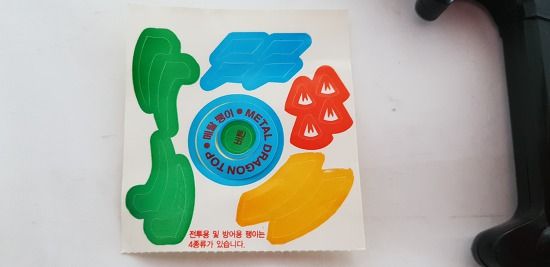 메탈 팽이 • METAL DRAGON TOP •
전투용 및 방어용 팽이는
4종류가 있습니다.